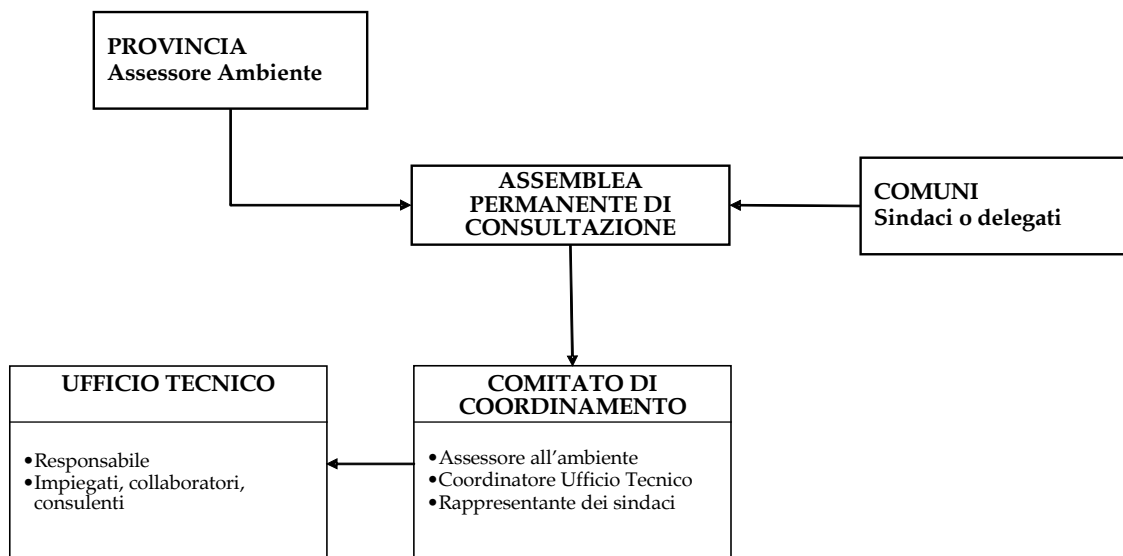 PROVINCIA
Assessore Ambiente
ASSEMBLEA
PERMANENTE DI
CONSULTAZIONE
COMUNI
Sindaci o delegati
UFFICIO TECNICO
•Responsabile
•Impiegati, collaboratori,
consulenti
COMITATO DI
COORDINAMENTO
•Assessore all’ambiente
•Coordinatore Ufficio Tecnico
•Rappresentante dei sindaci